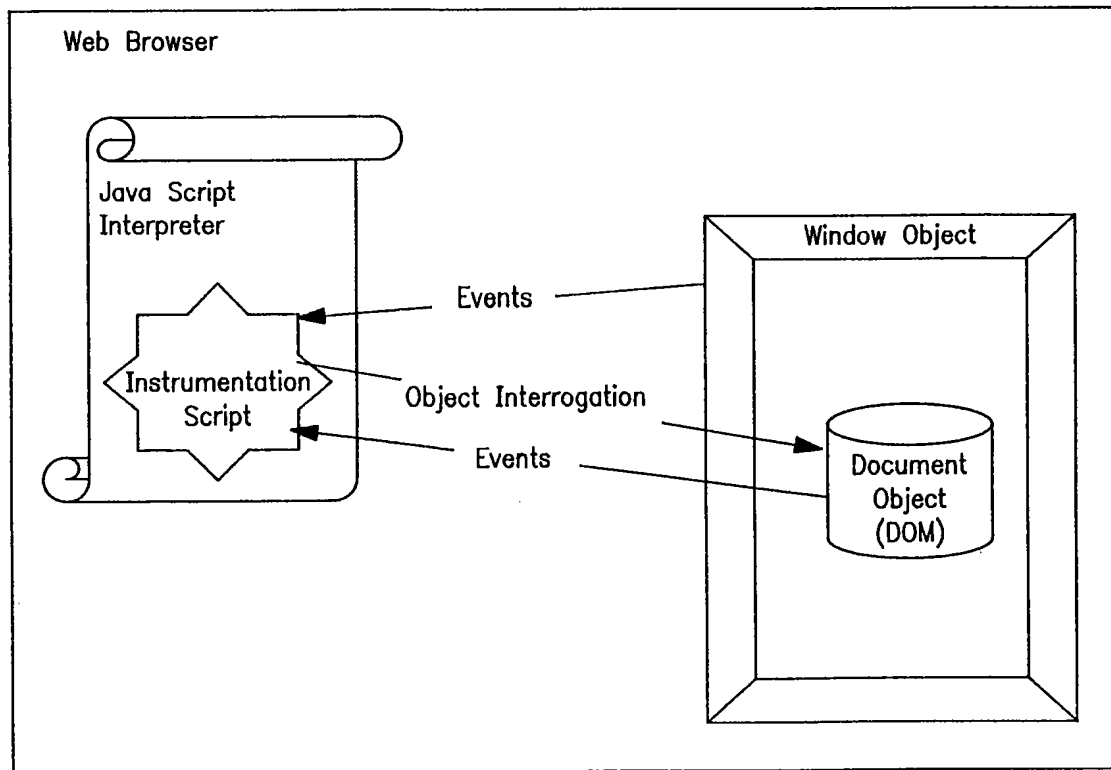 Web Browser
Java Script
Interpreter
Window Object
Events
Instrumentation
Script
Object Interrogation
Events
Document
Object
(DOM)